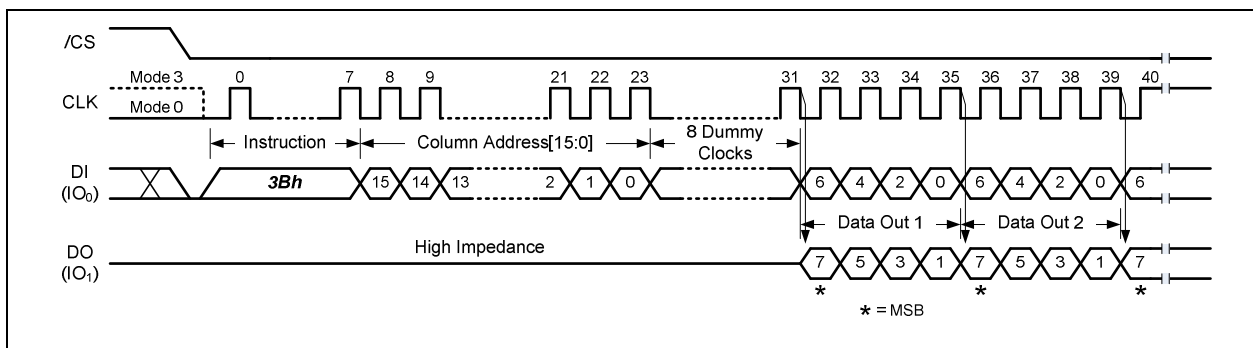 /CS
Mode 3 0 7 8 9 21 22 23 31 32 33 34 35 36 37 38 39 40
CLK
Mode 0
Instruction Column Address[15:0] 8 Dummy
Clocks
DI
(IO0)
3Bh 15 14 13 2 1 0 6 4 2 0 6 4 2 0 6
Data Out 1 Data Out 2
High Impedance
DO
(IO1)
7 5 3 1 7 5 3 1 7
* * *
* = MSB